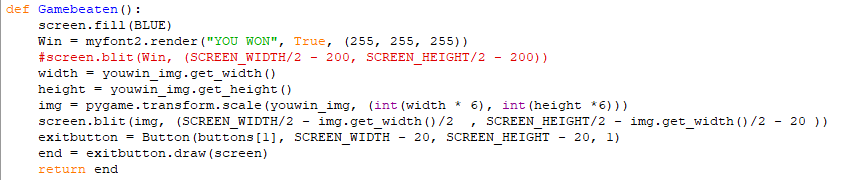 def Gamebeaten():
    screen.fill(BLUE)
    Win = myfont2.render("YOU WON", True, (255, 255, 255))
    #screen.blit(Win, (SCREEN_WIDTH/2 - 200, SCREEN_HEIGHT/2 - 200))
    width = youwin_img.get_width()
    height = youwin_img.get_height()
    img = pygame.transform.scale(youwin_img, (int(width * 6), int(height *6)))
    screen.blit(img, (SCREEN_WIDTH/2 - img.get_width()/2  , SCREEN_HEIGHT/2 - img.get_width()/2 - 20 ))
    exitbutton = Button(buttons[1], SCREEN_WIDTH - 20, SCREEN_HEIGHT - 20, 1)
    end = exitbutton.draw(screen)
    return end